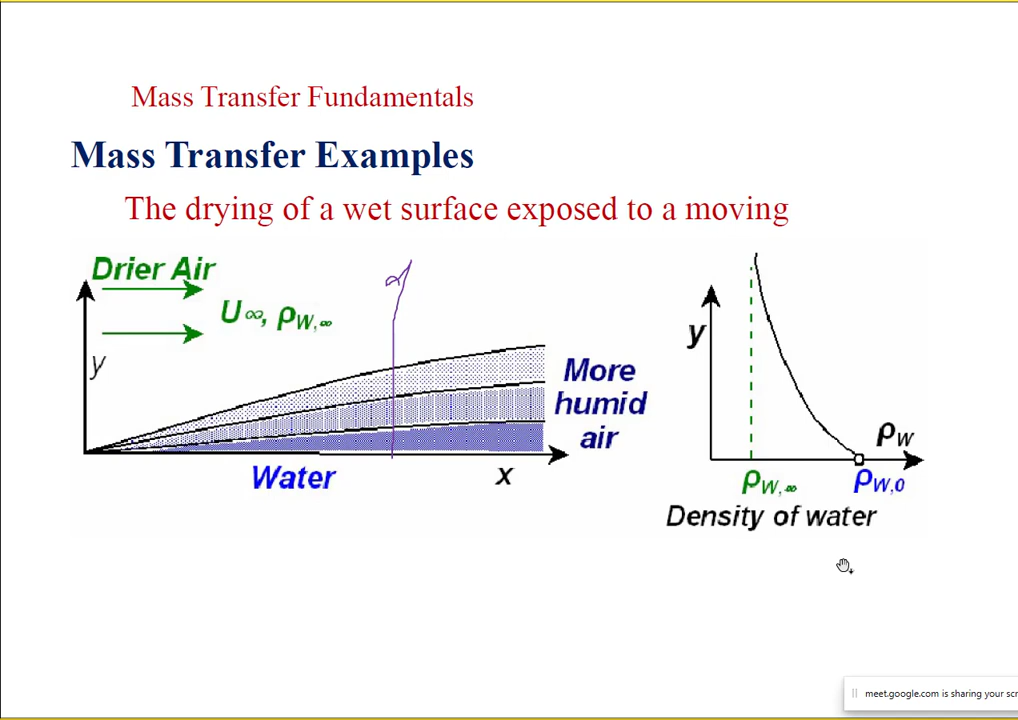 Mass Transfer Fundamentals
Mass Transfer Examples
The drying of a wet surface exposed to a moving
Drier Air
U∞, ρW,∞
y
More
humid
air
Water
x
y
ρW
ρW,∞
ρW,0
Density of water
meet.google.com is sharing your scr